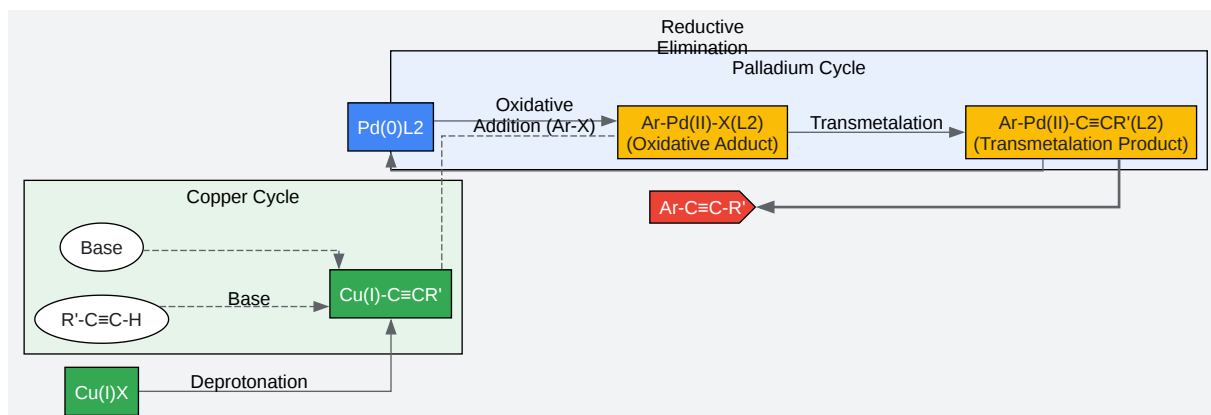 Reductive
Elimination
Palladium Cycle
Pd(0)L2
Oxidative
Addition (Ar-X)
Ar-Pd(II)-X(L2)
(Oxidative Adduct)
Transmetalation
Ar-Pd(II)-C≡CR'(L2)
(Transmetalation Product)
Copper Cycle
Ar-C≡C-R'
Base
Base
Cu(I)-C≡CR'
R'-C≡C-H
Deprotonation
Cu(I)X